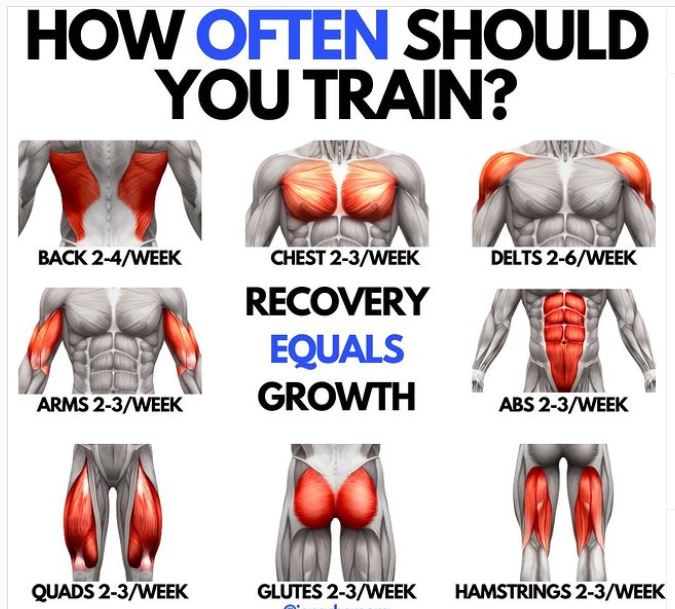 HOW OFTEN SHOULD
YOU TRAIN?
BACK 2-4/WEEK
CHEST 2-3/WEEK
DELTS 2-6/WEEK
RECOVERY
EQUALS
GROWTH
ARMS 2-3/WEEK
ABS 2-3/WEEK
QUADS 2-3/WEEK
GLUTES 2-3/WEEK
HAMSTRINGS 2-3/WEEK